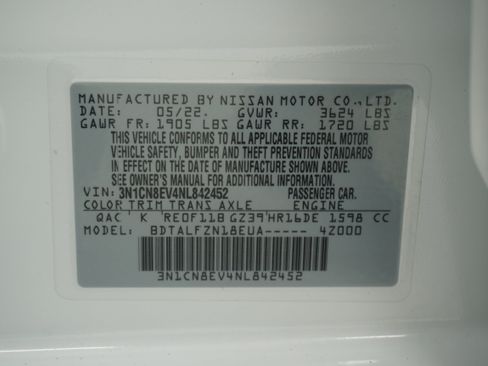 MANUFACTURED BY NISSAN MOTOR CO., LTD.
DATE: 05/22. GVWR: 3624 LBS
GAWR FR: 1905 LBS GAWR RR: 1720 LBS
THIS VEHICLE CONFORMS TO ALL APPLICABLE FEDERAL MOTOR
VEHICLE SAFETY, BUMPER AND THEFT PREVENTION STANDARDS
IN EFFECT ON THE DATE OF MANUFACTURE SHOWN ABOVE.
SEE OWNER'S MANUAL FOR ADDITIONAL INFORMATION.
VIN: 3N1CN8EV4NL842452 PASSENGER CAR.
COLOR TRIM TRANS AXLE ENGINE
QAC K RE0F11B GZ39 HR16DE 1598 CC
MODEL: BDTALFZN18EUA----- 4Z000
3N1CN8EV4NL842452